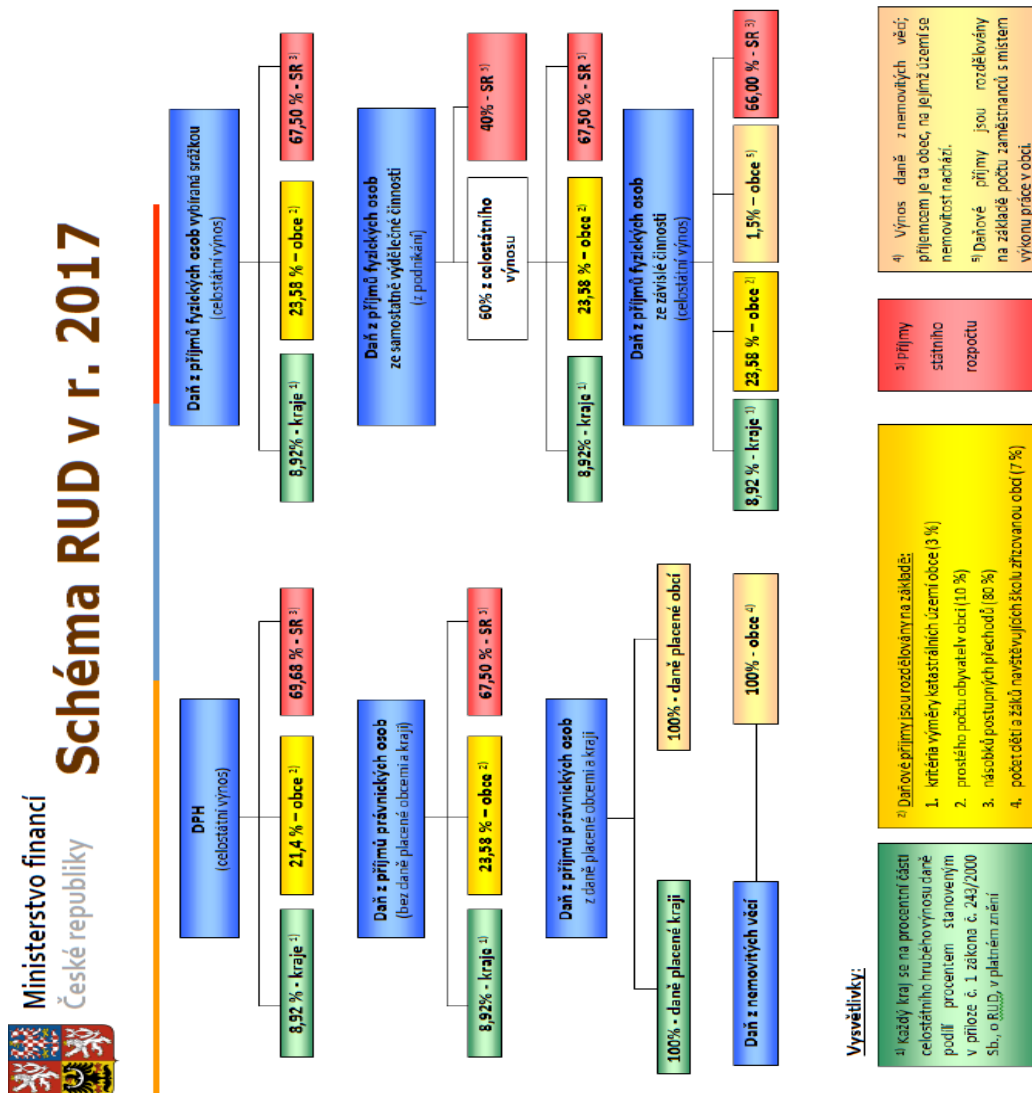 Ministerstvo financí
České republiky
Schéma RUD v r. 2017
DPH
(celostátní výnos)
8,92 % - kraje 1)
21,4 % – obce 2)
69,68 % - SR 3)
Daň z příjmů právnických osob
(bez daně placené obcemi a kraji)
8,92% - kraje 1)
23,58 % – obce 2)
67,50 % - SR 3)
Daň z příjmů právnických osob
z daně placené obcemi a kraji
100% - daně placené kraji
100% - daně placené obcí
Daň z nemovitých věcí
100% - obce 4)
Daň z příjmů fyzických osob vybíraná srážkou
(celostátní výnos)
8,92% - kraje 1)
23,58 % – obce 2)
67,50 % - SR 3)
Daň z příjmů fyzických osob
ze samostatné výdělečné činnosti
(z podnikání)
60% z celostátního
výnosu
40% - SR 3)
8,92% - kraje 1)
23,58 % – obce 2)
67,50 % - SR 3)
Daň z příjmů fyzických osob
ze závislé činnosti
(celostátní výnos)
8,92 % - kraje 1)
23,58 % – obce 2)
1,5% – obce 5)
66,00 % - SR 3)
Vysvětlivky:
1) Každý kraj se na procentní části
celostátního hrubého výnosu daně
podílí procentem stanoveným
v příloze č. 1 zákona č. 243/2000
Sb., o RUD, v platném znění
2) Daňové příjmy jsou rozdělovány na základě:
1. kritéria výměry katastrálních území obce (3 %)
2. prostého počtu obyvatelv obci (10 %)
3. násobků postupných přechodů (80 %)
4. počet dětí a žáků navštěvujících školu zřizovanou obcí (7 %)
3) Příjmy
státního
rozpočtu
4) Výnos daně z nemovitých věcí;
příjemcem je ta obec, na jejímž území se
nemovitost nachází.
5) Daňové příjmy jsou rozdělovány
na základě počtu zaměstnanců s místem
výkonu práce v obci.